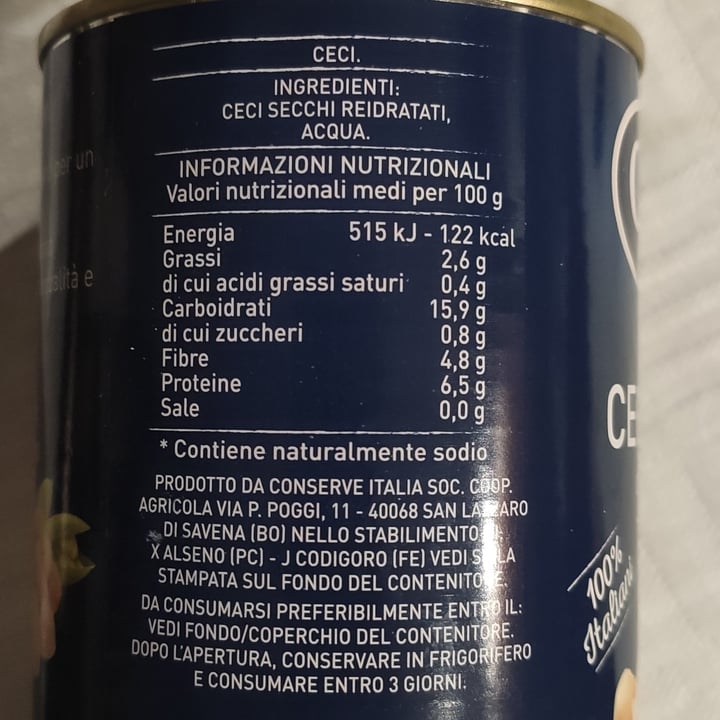 CECI.
INGREDIENTI:
CECI SECCHI REIDRATATI,
ACQUA.
INFORMAZIONI NUTRIZIONALI
Valori nutrizionali medi per 100 g
Energia 515 kJ - 122 kcal
Grassi 2,6 g
di cui acidi grassi saturi 0,4 g
Carboidrati 15,9 g
di cui zuccheri 0,8 g
Fibre 4,8 g
Proteine 6,5 g
Sale 0,0 g
* Contiene naturalmente sodio
PRODOTTO DA CONSERVE ITALIA SOC. COOP.
AGRICOLA VIA P. POGGI, 11 - 40068 SAN LAZZARO
DI SAVENA (BO) NELLO STABILIMENTO
X ALSENO (PC) - J CODIGORO (FE) VEDI LA
STAMPATA SUL FONDO DEL CONTENITORE.
DA CONSUMARSI PREFERIBILMENTE ENTRO IL:
VEDI FONDO/COPERCHIO DEL CONTENITORE.
DOPO L'APERTURA, CONSERVARE IN FRIGORIFERO
E CONSUMARE ENTRO 3 GIORNI.
un
e
CE
100%
Italiani